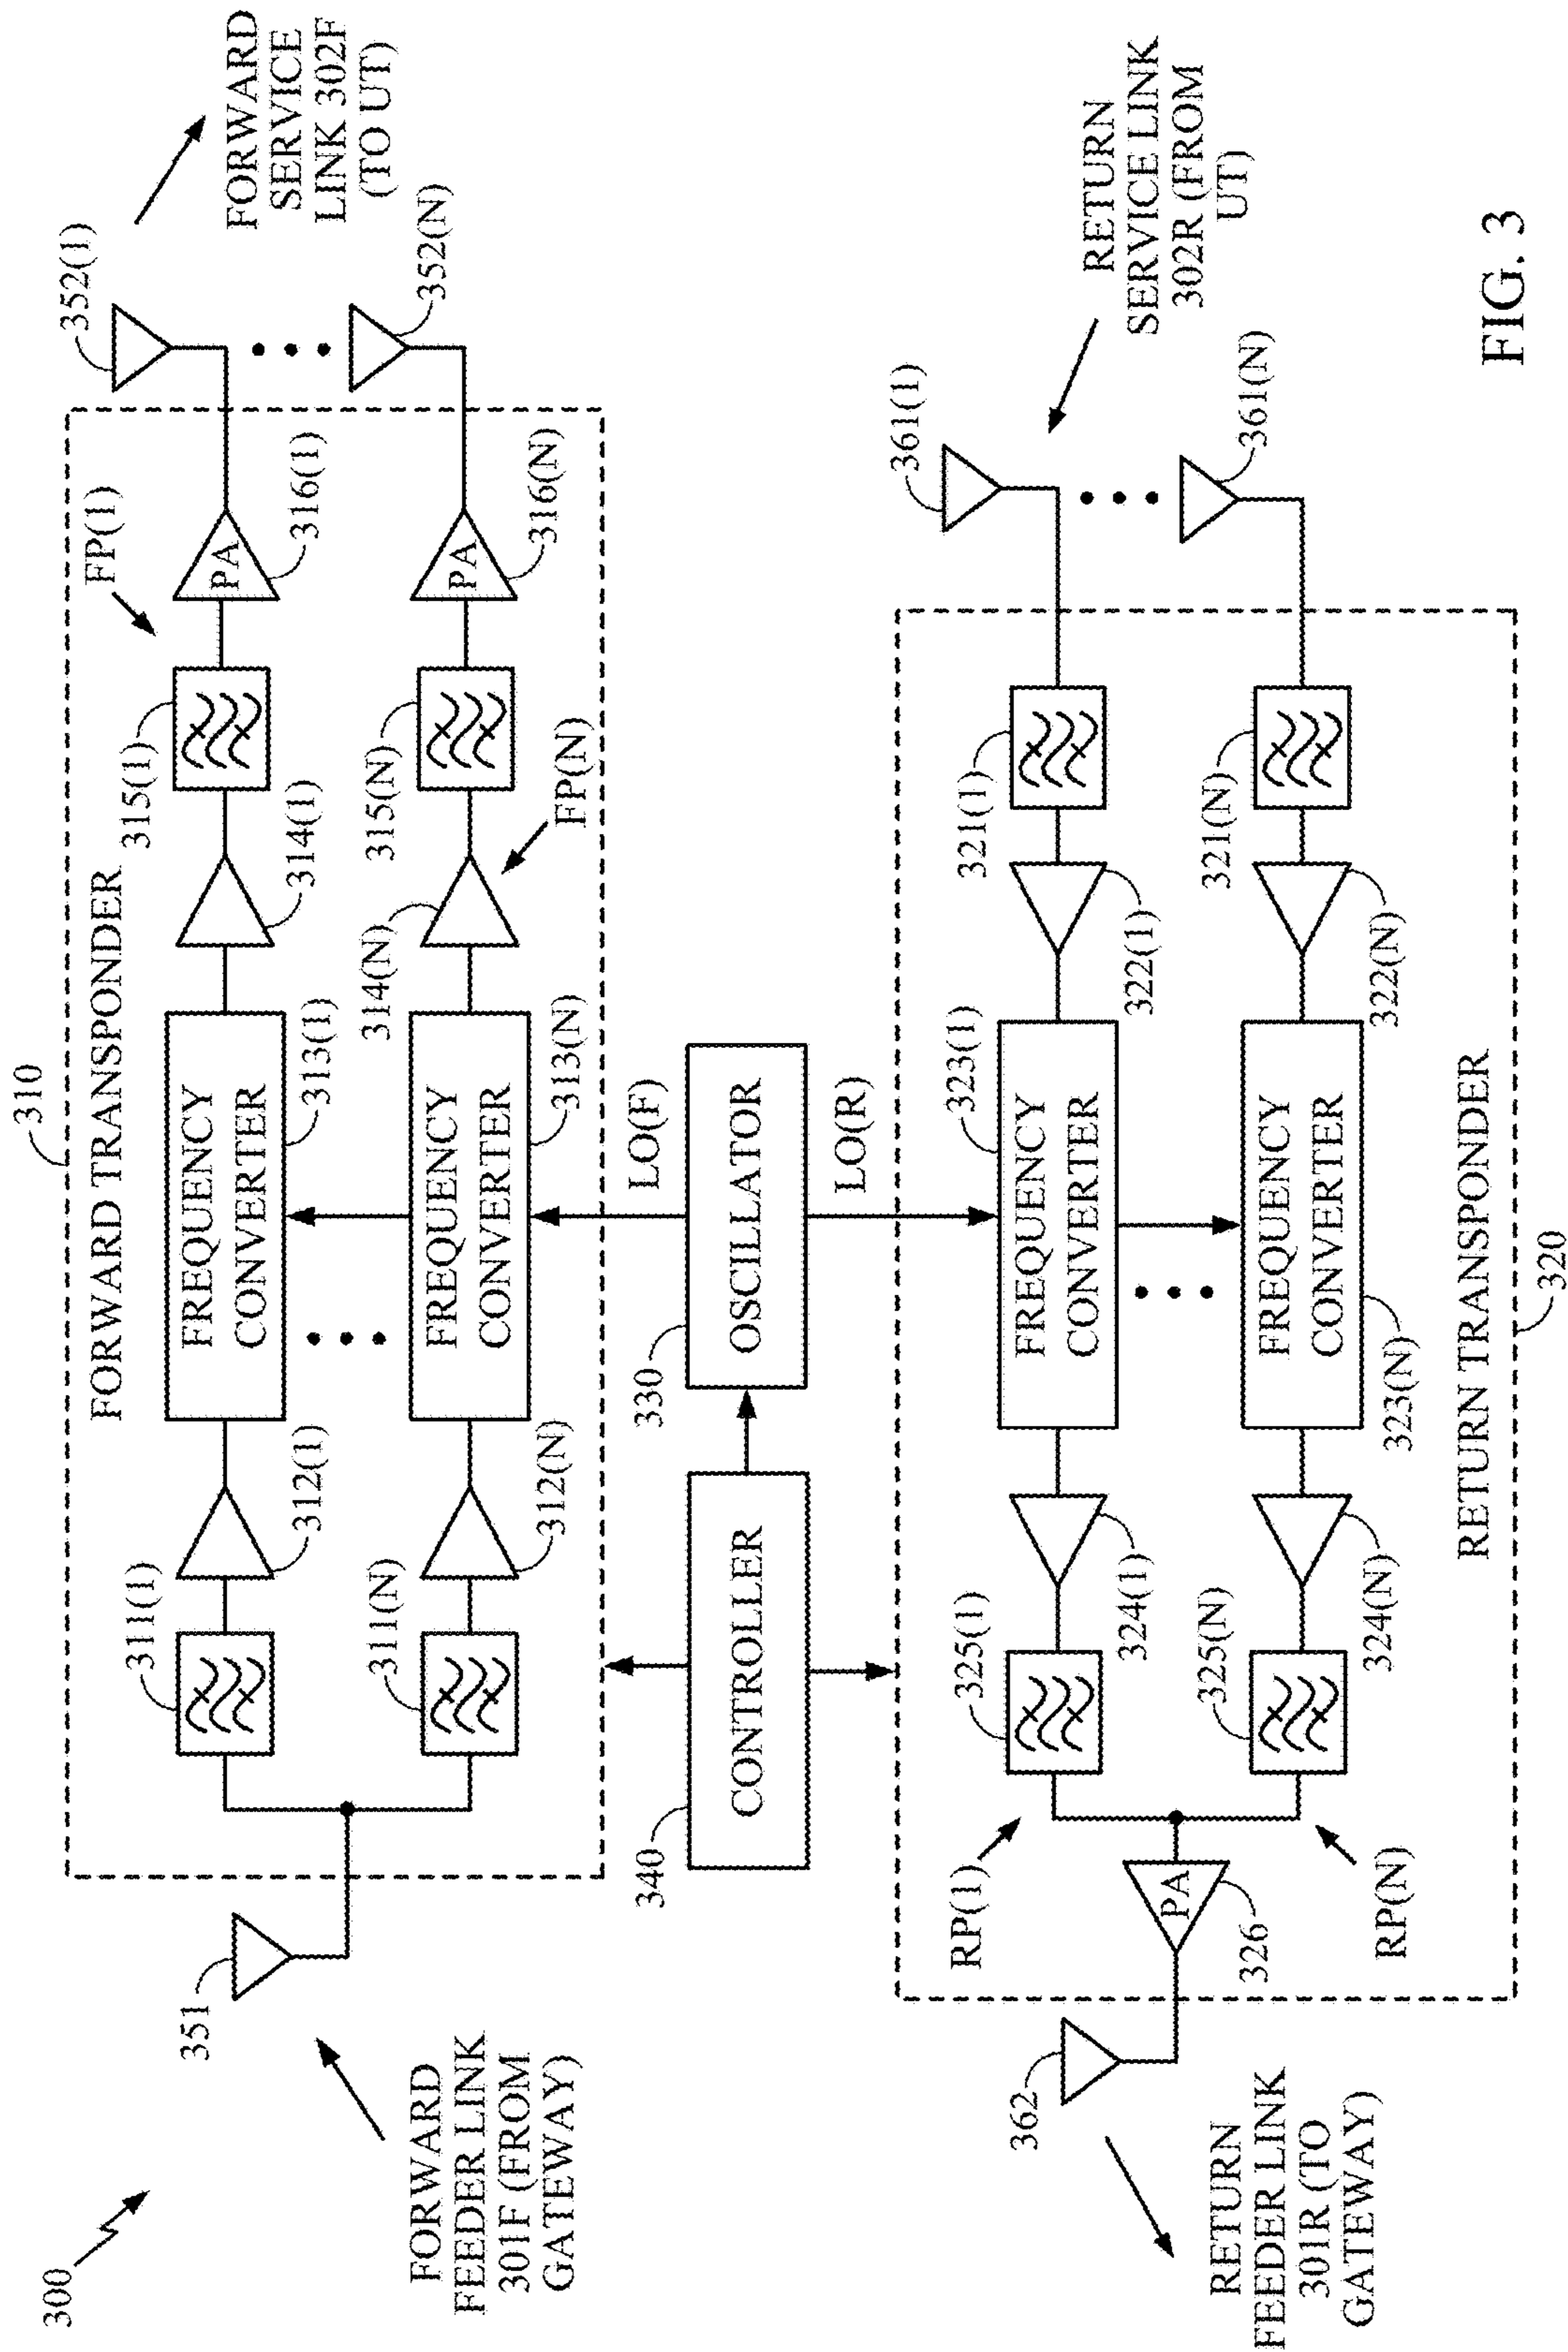 300
310
FORWARD TRANSPONDER
FORWARD
FEEDER LINK
301F (FROM
GATEWAY)
351
311(1)
312(1)
FREQUENCY
CONVERTER
313(1)
314(1)
315(1)
FP(1)
PA
316(1)
352(1)
FORWARD
SERVICE
LINK 302F
(TO UT)
311(N)
312(N)
FREQUENCY
CONVERTER
313(N)
314(N)
315(N)
FP(N)
PA
316(N)
352(N)
340
CONTROLLER
330
OSCILLATOR
LO(F)
LO(R)
RETURN
FEEDER LINK
301R (TO
GATEWAY)
362
PA
326
RP(1)
325(1)
324(1)
FREQUENCY
CONVERTER
323(1)
322(1)
321(1)
361(1)
RETURN
SERVICE LINK
302R (FROM
UT)
RP(N)
325(N)
324(N)
FREQUENCY
CONVERTER
323(N)
322(N)
321(N)
361(N)
RETURN TRANSPONDER
320
FIG. 3